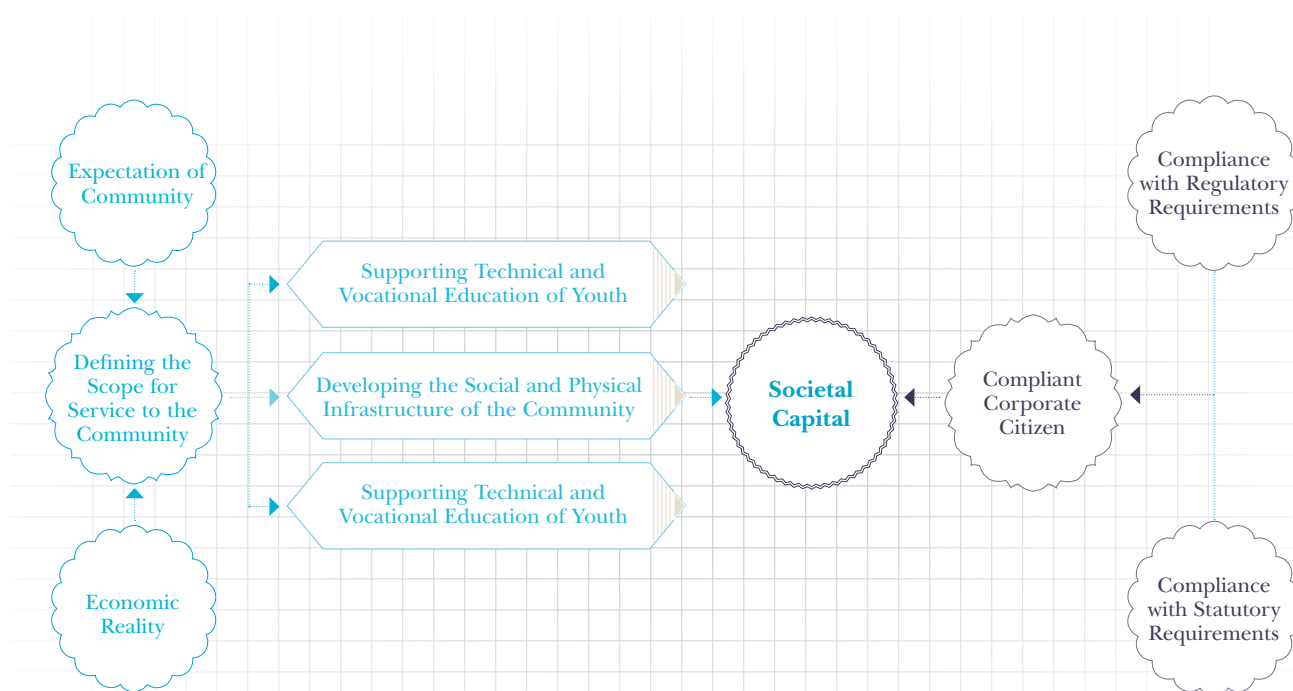 Expectation of
Community
Defining the
Scope for
Service to the
Community
Economic
Reality
Supporting Technical and
Vocational Education of Youth
Developing the Social and Physical
Infrastructure of the Community
Supporting Technical and
Vocational Education of Youth
Societal
Capital
Compliant
Corporate
Citizen
Compliance
with Regulatory
Requirements
Compliance
with Statutory
Requirements